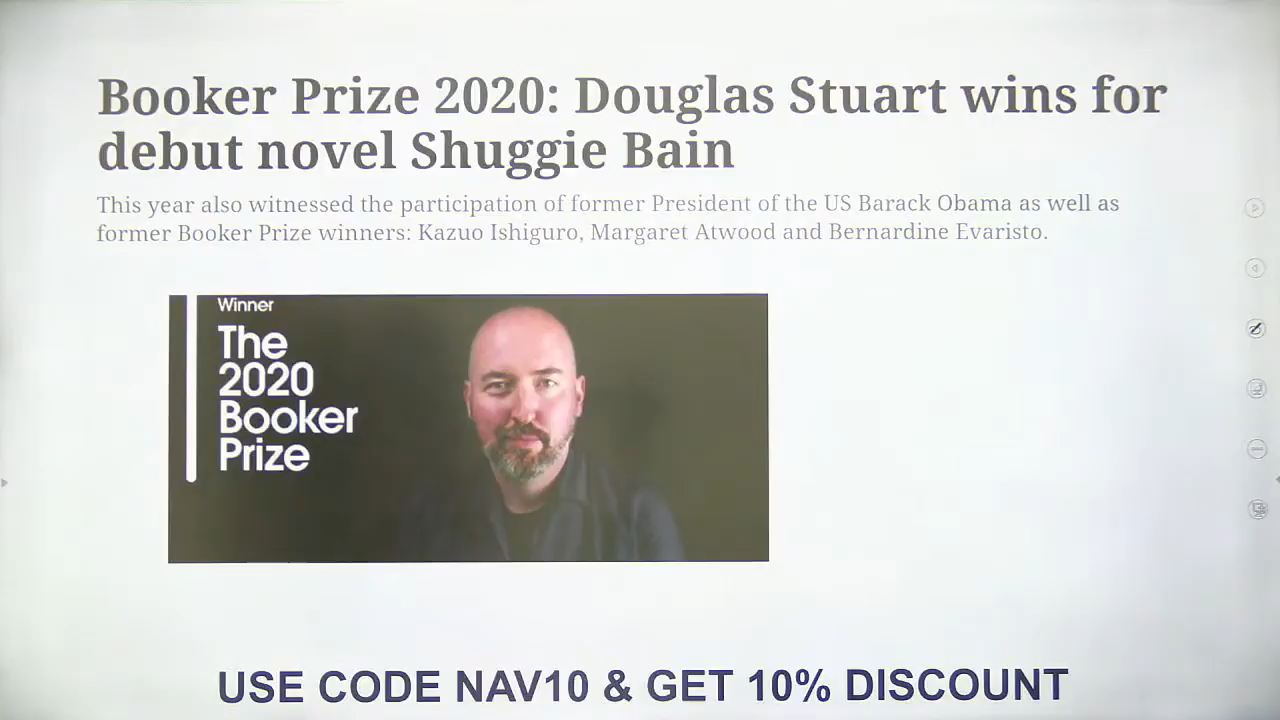 Booker Prize 2020: Douglas Stuart wins for
debut novel Shuggie Bain
This year also witnessed the participation of former President of the US Barack Obama as well as
former Booker Prize winners: Kazuo Ishiguro, Margaret Atwood and Bernardine Evaristo.
Winner
The
2020
Booker
Prize
USE CODE NAV10 & GET 10% DISCOUNT